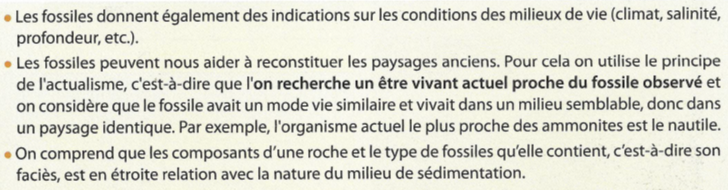 • Les fossiles donnent également des indications sur les conditions des milieux de vie (climat, salinité,
profondeur, etc.).
• Les fossiles peuvent nous aider à reconstituer les paysages anciens. Pour cela on utilise le principe
de l'actualisme, c'est-à-dire que l'on recherche un être vivant actuel proche du fossile observé et
on considère que le fossile avait un mode vie similaire et vivait dans un milieu semblable, donc dans
un paysage identique. Par exemple, l'organisme actuel le plus proche des ammonites est le nautile.
• On comprend que les composants d'une roche et le type de fossiles qu'elle contient, c'est-à-dire son
faciès, est en étroite relation avec la nature du milieu de sédimentation.